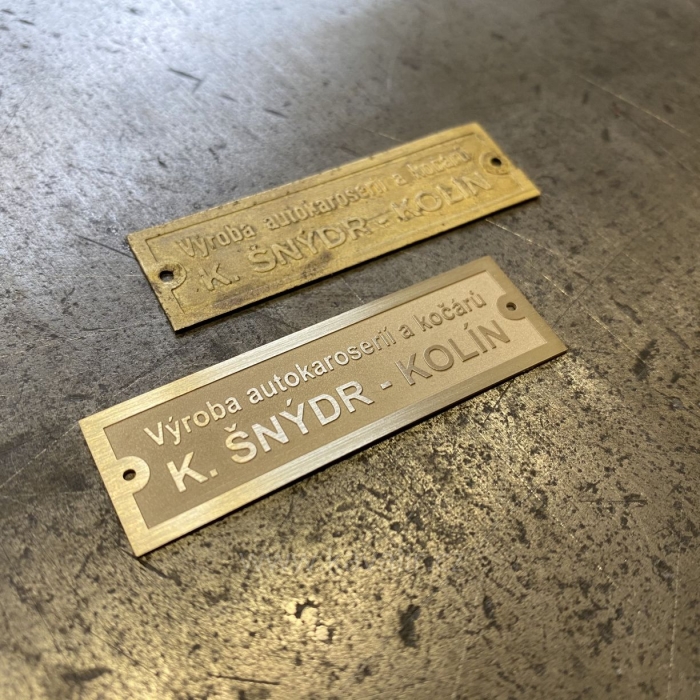 Výroba autokaroserií a kočárů
K. ŠNÝDR - KOLÍN
Výroba autokaroserií a kočárů
K. ŠNÝDR - KOLÍN